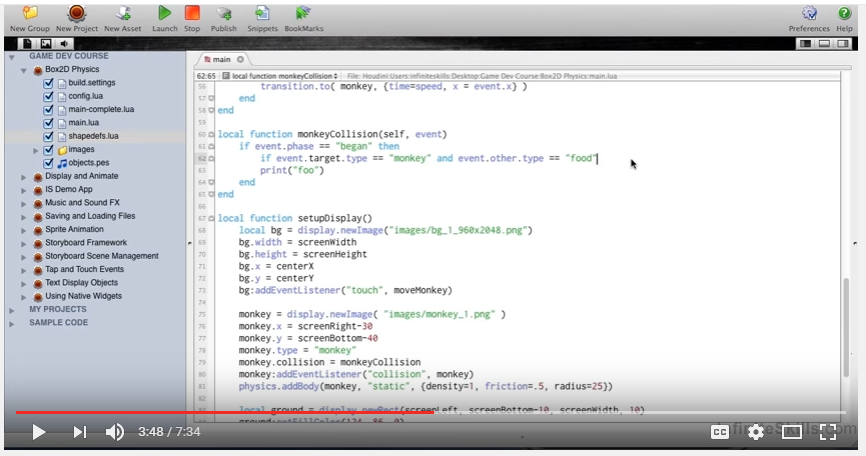 New Group New Project New Asset Launch Stop Publish Snippets BookMarks Preferences Help
GAME DEV COURSE
Box2D Physics
build.settings
config.lua
main-complete.lua
main.lua
shapedefs.lua
images
objects.pes
Display and Animate
IS Demo App
Music and Sound FX
Saving and Loading Files
Sprite Animation
Storyboard Framework
Storyboard Scene Management
Tap and Touch Events
Text Display Objects
Using Native Widgets
MY PROJECTS
SAMPLE CODE
main
62:65 local function monkeyCollision File: Houdini:Users:infiniteskills:Desktop:Game Dev Course:Box2D Physics:main.lua
56 transition.to( monkey, {time=speed, x = event.x} )
57 end
58 end
59
60 local function monkeyCollision(self, event)
61 if event.phase == "began" then
62 if event.target.type == "monkey" and event.other.type == "food"
63 print("foo")
64 end
65 end
66
67 local function setupDisplay()
68 local bg = display.newImage("images/bg_1_960x2048.png")
69 bg.width = screenWidth
70 bg.height = screenHeight
71 bg.x = centerX
72 bg.y = centerY
73 bg:addEventListener("touch", moveMonkey)
74
75 monkey = display.newImage( "images/monkey_1.png" )
76 monkey.x = screenRight-30
77 monkey.y = screenBottom-40
78 monkey.type = "monkey"
79 monkey.collision = monkeyCollision
80 monkey:addEventListener("collision", monkey)
81 physics.addBody(monkey, "static", {density=1, friction=.5, radius=25})
82
local ground = display.newRect(screenLeft, screenBottom-10, screenWidth, 10)
3:48 / 7:34
CC
InfiniteSkills.com